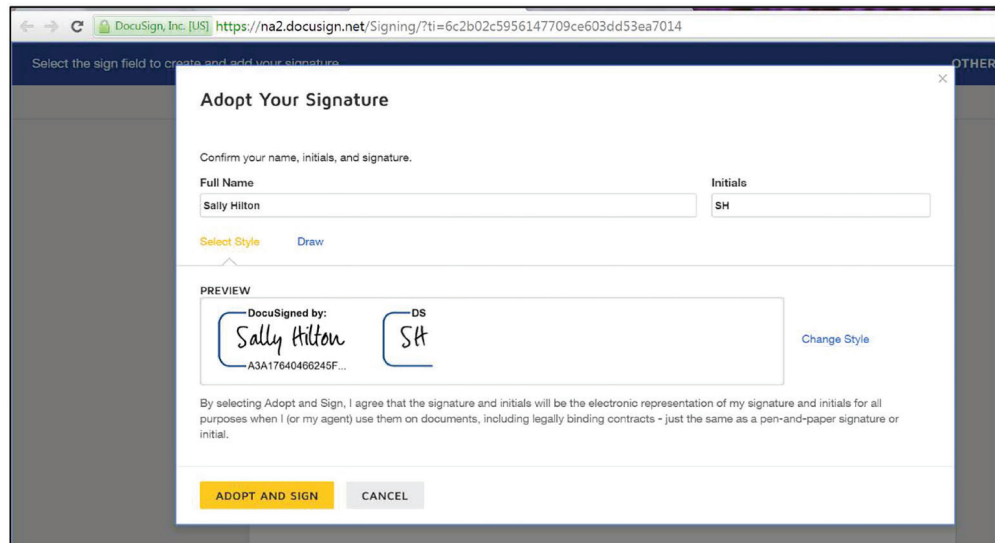 DocuSign, Inc. [US] https://na2.docusign.net/Signing/?ti=6c2b02c5956147709ce603dd53ea7014
Select the sign field to create and add your signature OTHER
Adopt Your Signature
Confirm your name, initials, and signature.
Full Name Initials
Sally Hilton SH
Select Style Draw
PREVIEW
DocuSigned by: DS
Sally Hilton SH
A3A17640466245F...
Change Style
By selecting Adopt and Sign, I agree that the signature and initials will be the electronic representation of my signature and initials for all
purposes when I (or my agent) use them on documents, including legally binding contracts - just the same as a pen-and-paper signature or
initial.
ADOPT AND SIGN CANCEL